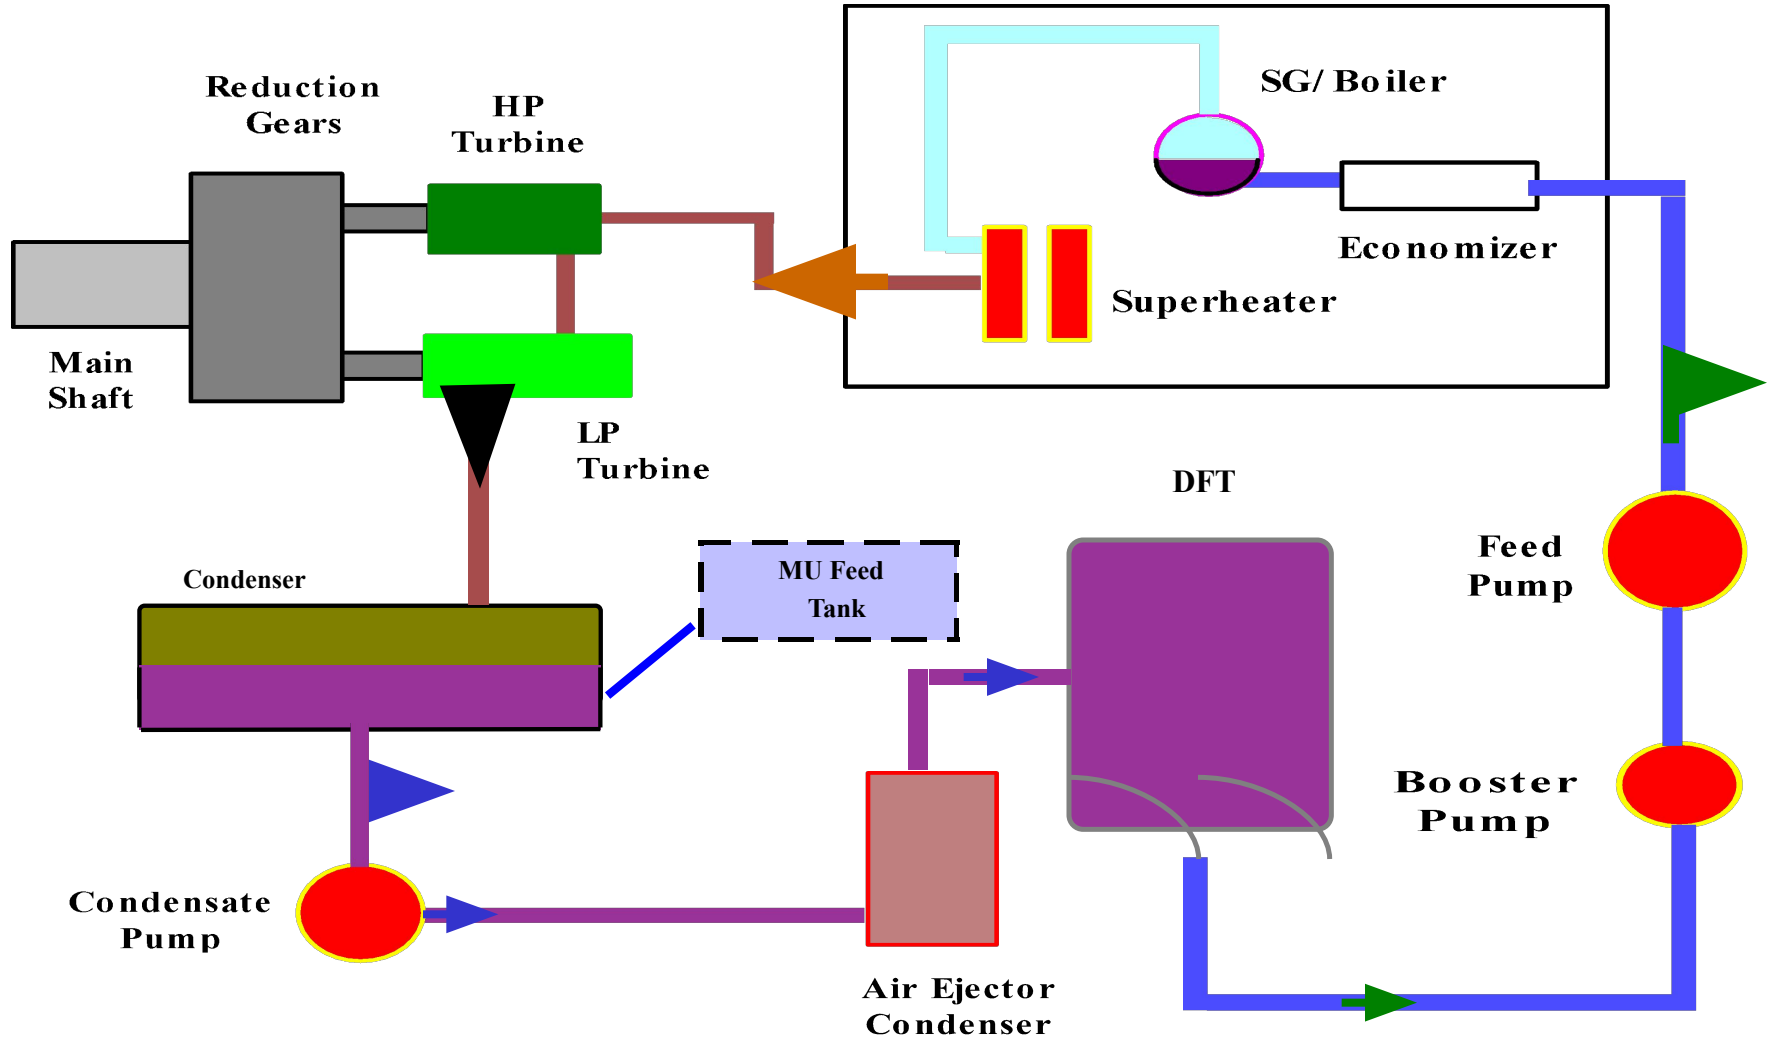 Reduction
Gears
HP
Turbine
SG/ Boiler
Economizer
Superheater
Main
Shaft
LP
Turbine
DFT
Condenser
MU Feed
Tank
Feed
Pump
Booster
Pump
Condensate
Pump
Air Ejector
Condenser